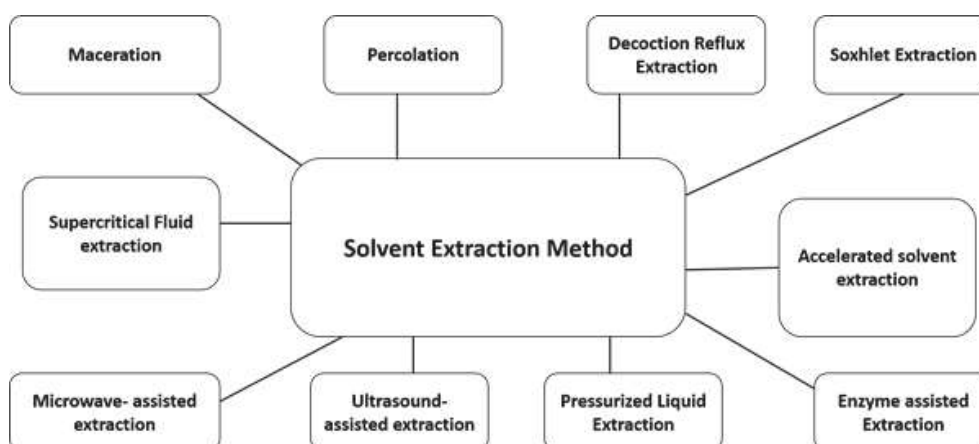 Maceration
Percolation
Decoction Reflux
Extraction
Soxhlet Extraction
Supercritical Fluid
extraction
Solvent Extraction Method
Accelerated solvent
extraction
Microwave- assisted
extraction
Ultrasound-
assisted extraction
Pressurized Liquid
Extraction
Enzyme assisted
Extraction